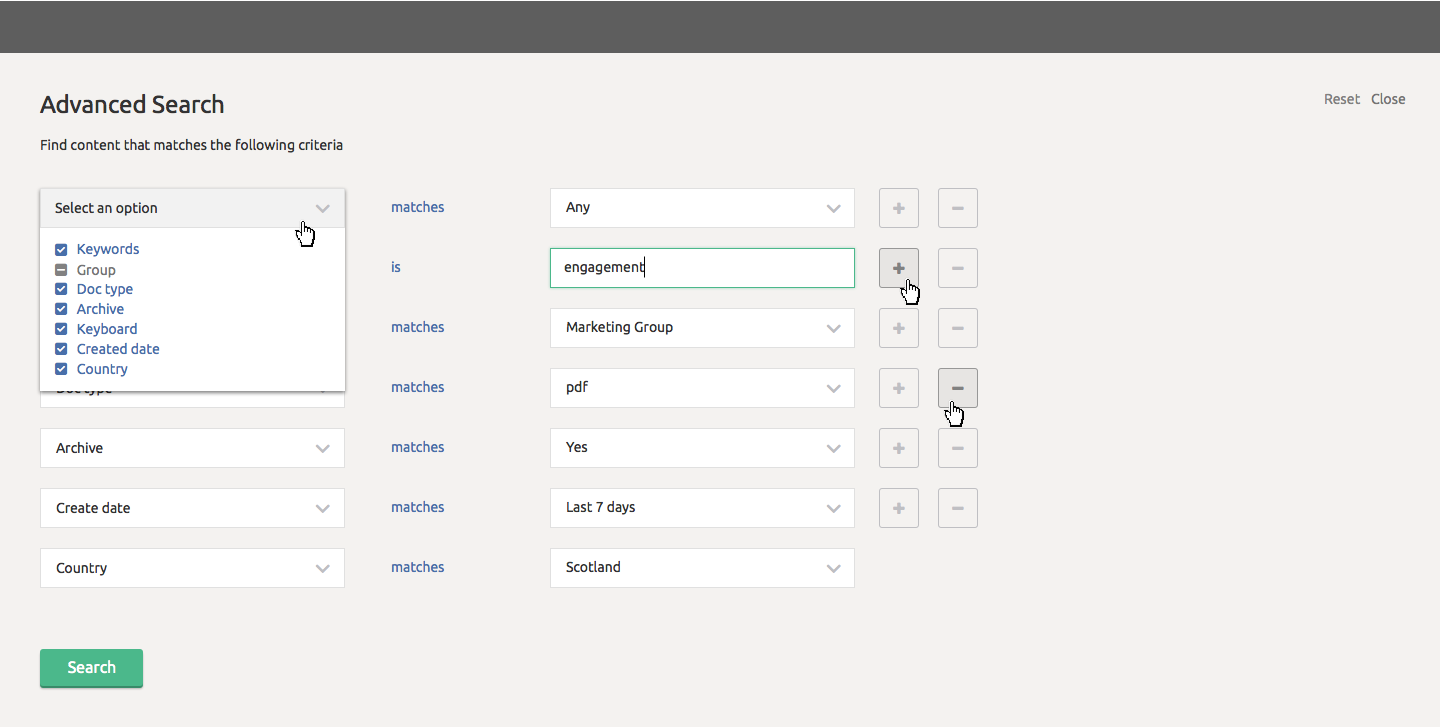 Advanced Search
Reset Close
Find content that matches the following criteria
Select an option matches Any
Keywords
Group
Doc type
Archive
Keyboard
Created date
Country
is engagement
matches Marketing Group
Doc type matches pdf
Archive matches Yes
Create date matches Last 7 days
Country matches Scotland
Search